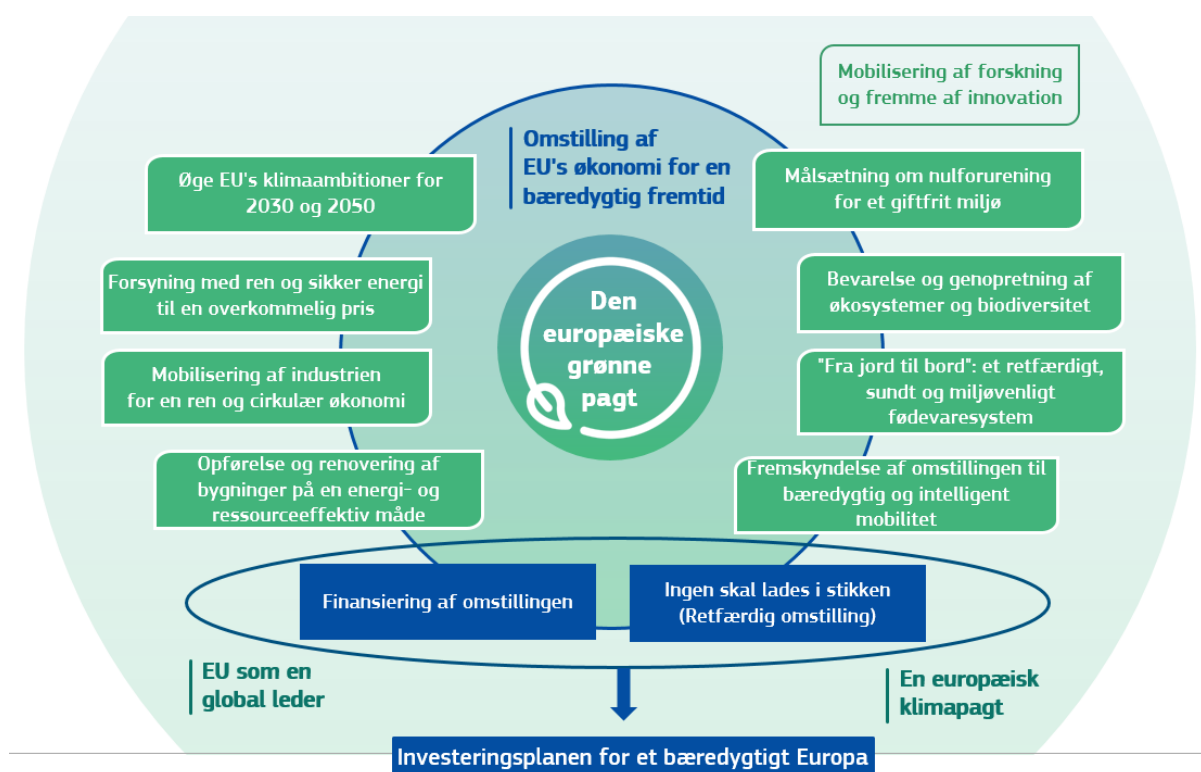 Mobilisering af forskning
og fremme af innovation
Omstilling af
EU's økonomi for en
bæredygtig fremtid
Øge EU's klimaambitioner for
2030 og 2050
Forsyning med ren og sikker energi
til en overkommelig pris
Mobilisering af industrien
for en ren og cirkulær økonomi
Opførelse og renovering af
bygninger på en energi- og
ressourceeffektiv måde
Den
europæiske
grønne
pagt
Målsætning om nulforurening
for et giftfrit miljø
Bevarelse og genopretning af
økosystemer og biodiversitet
"Fra jord til bord": et retfærdigt,
sundt og miljøvenligt
fødevaresystem
Fremskyndelse af omstillingen til
bæredygtig og intelligent
mobilitet
Finansiering af omstillingen
Ingen skal lades i stikken
(Retfærdig omstilling)
EU som en
global leder
En europæisk
klimapagt
Investeringsplanen for et bæredygtigt Europa